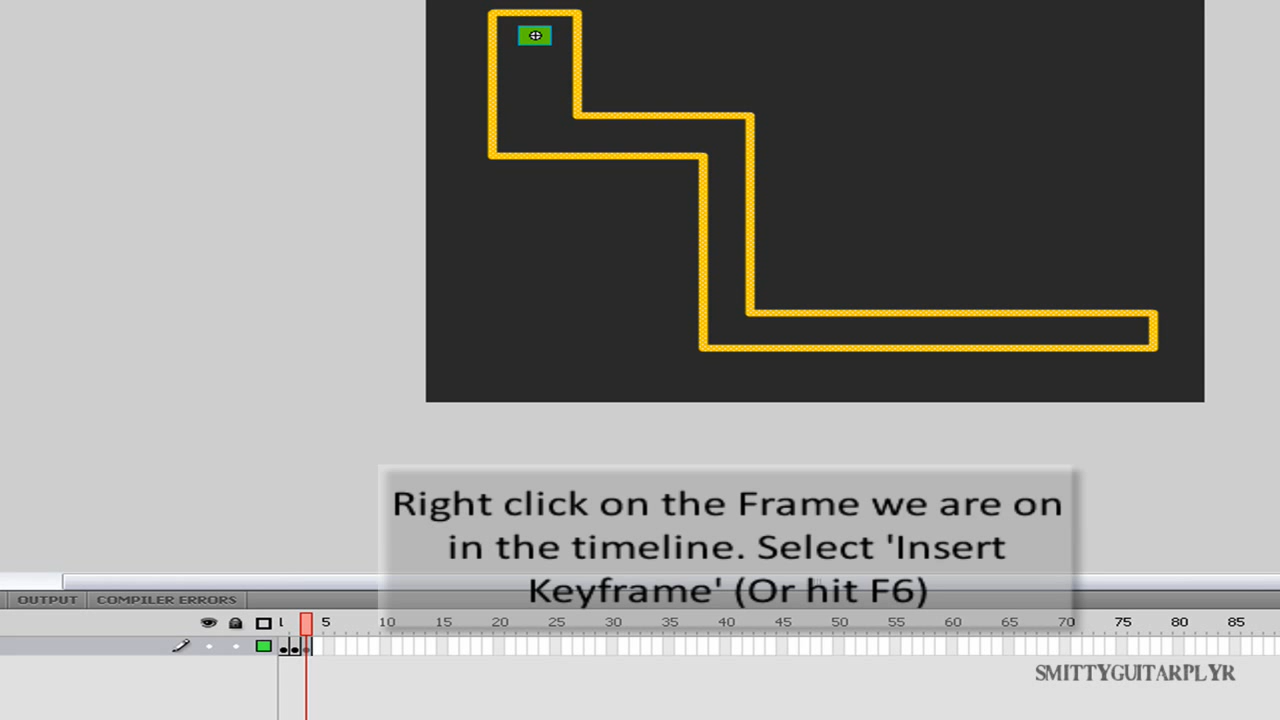 Right click on the Frame we are on
in the timeline. Select 'Insert
Keyframe' (Or hit F6)
OUTPUT COMPILER ERRORS
1 5 10 15 20 25 30 35 40 45 50 55 60 65 70 75 80 85
SMITTYGUITARPLYR